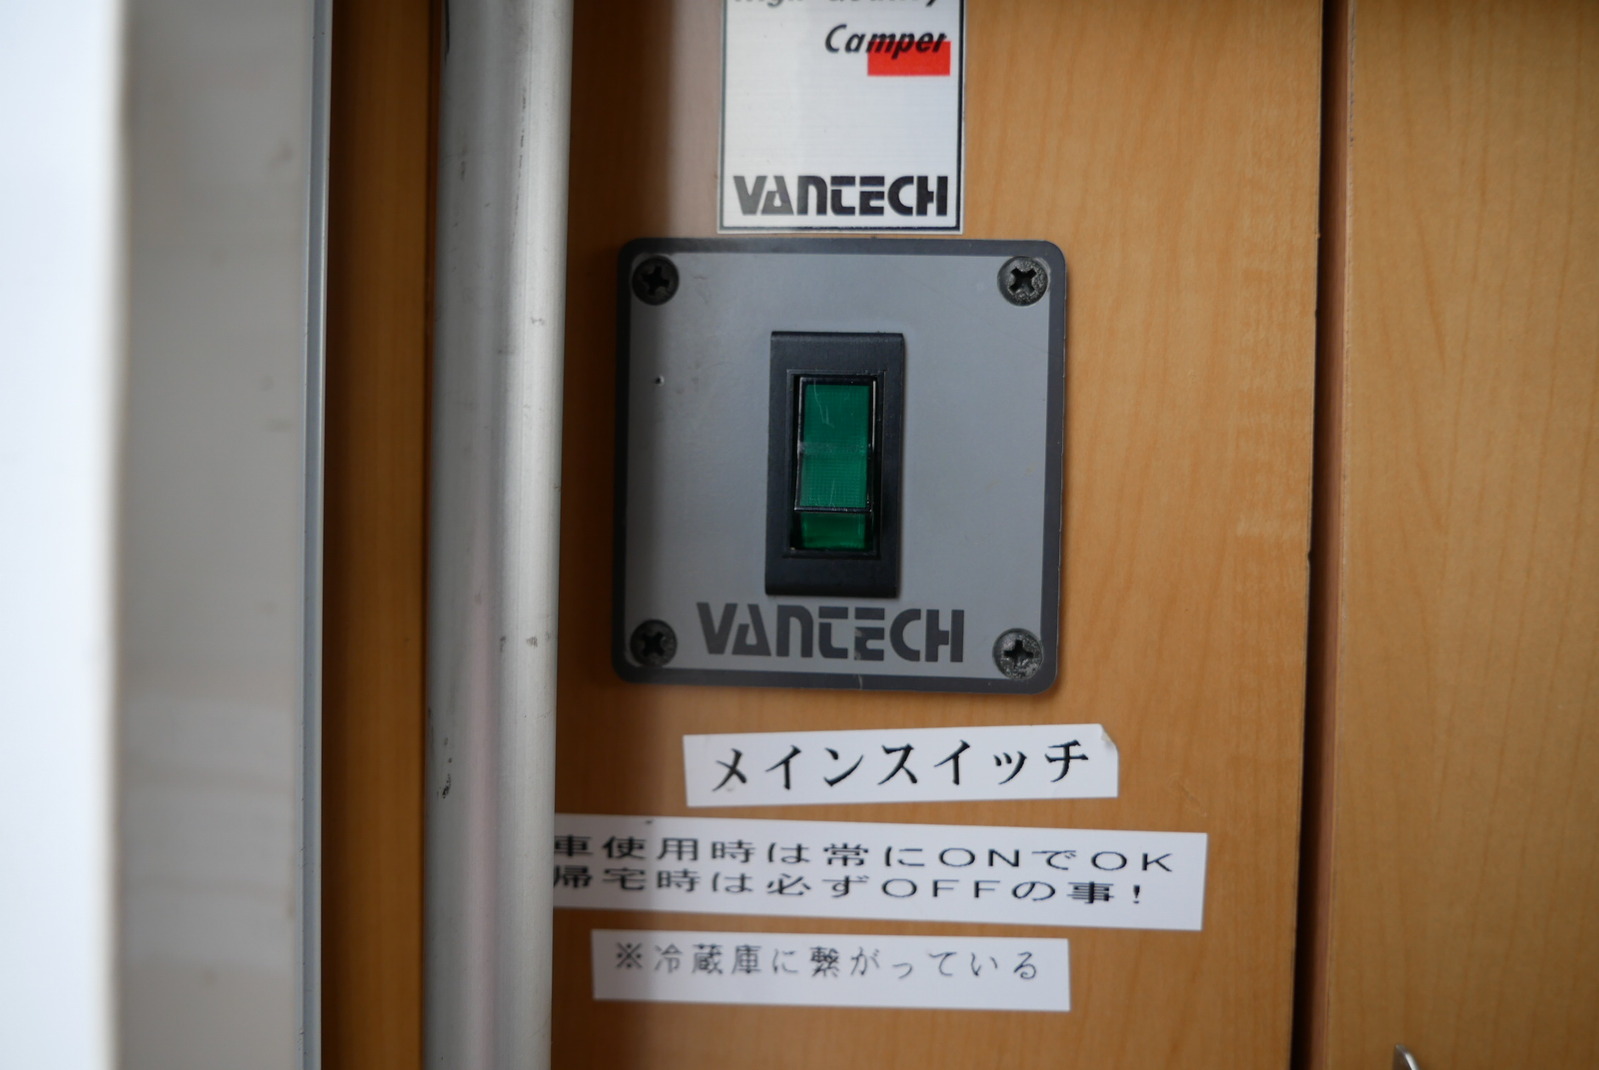 High Quality
Camper
VANTECH
VANTECH
メインスイッチ
車使用時は常にONでOK
帰宅時は必ずOFFの事!
※冷蔵庫に繋がっている